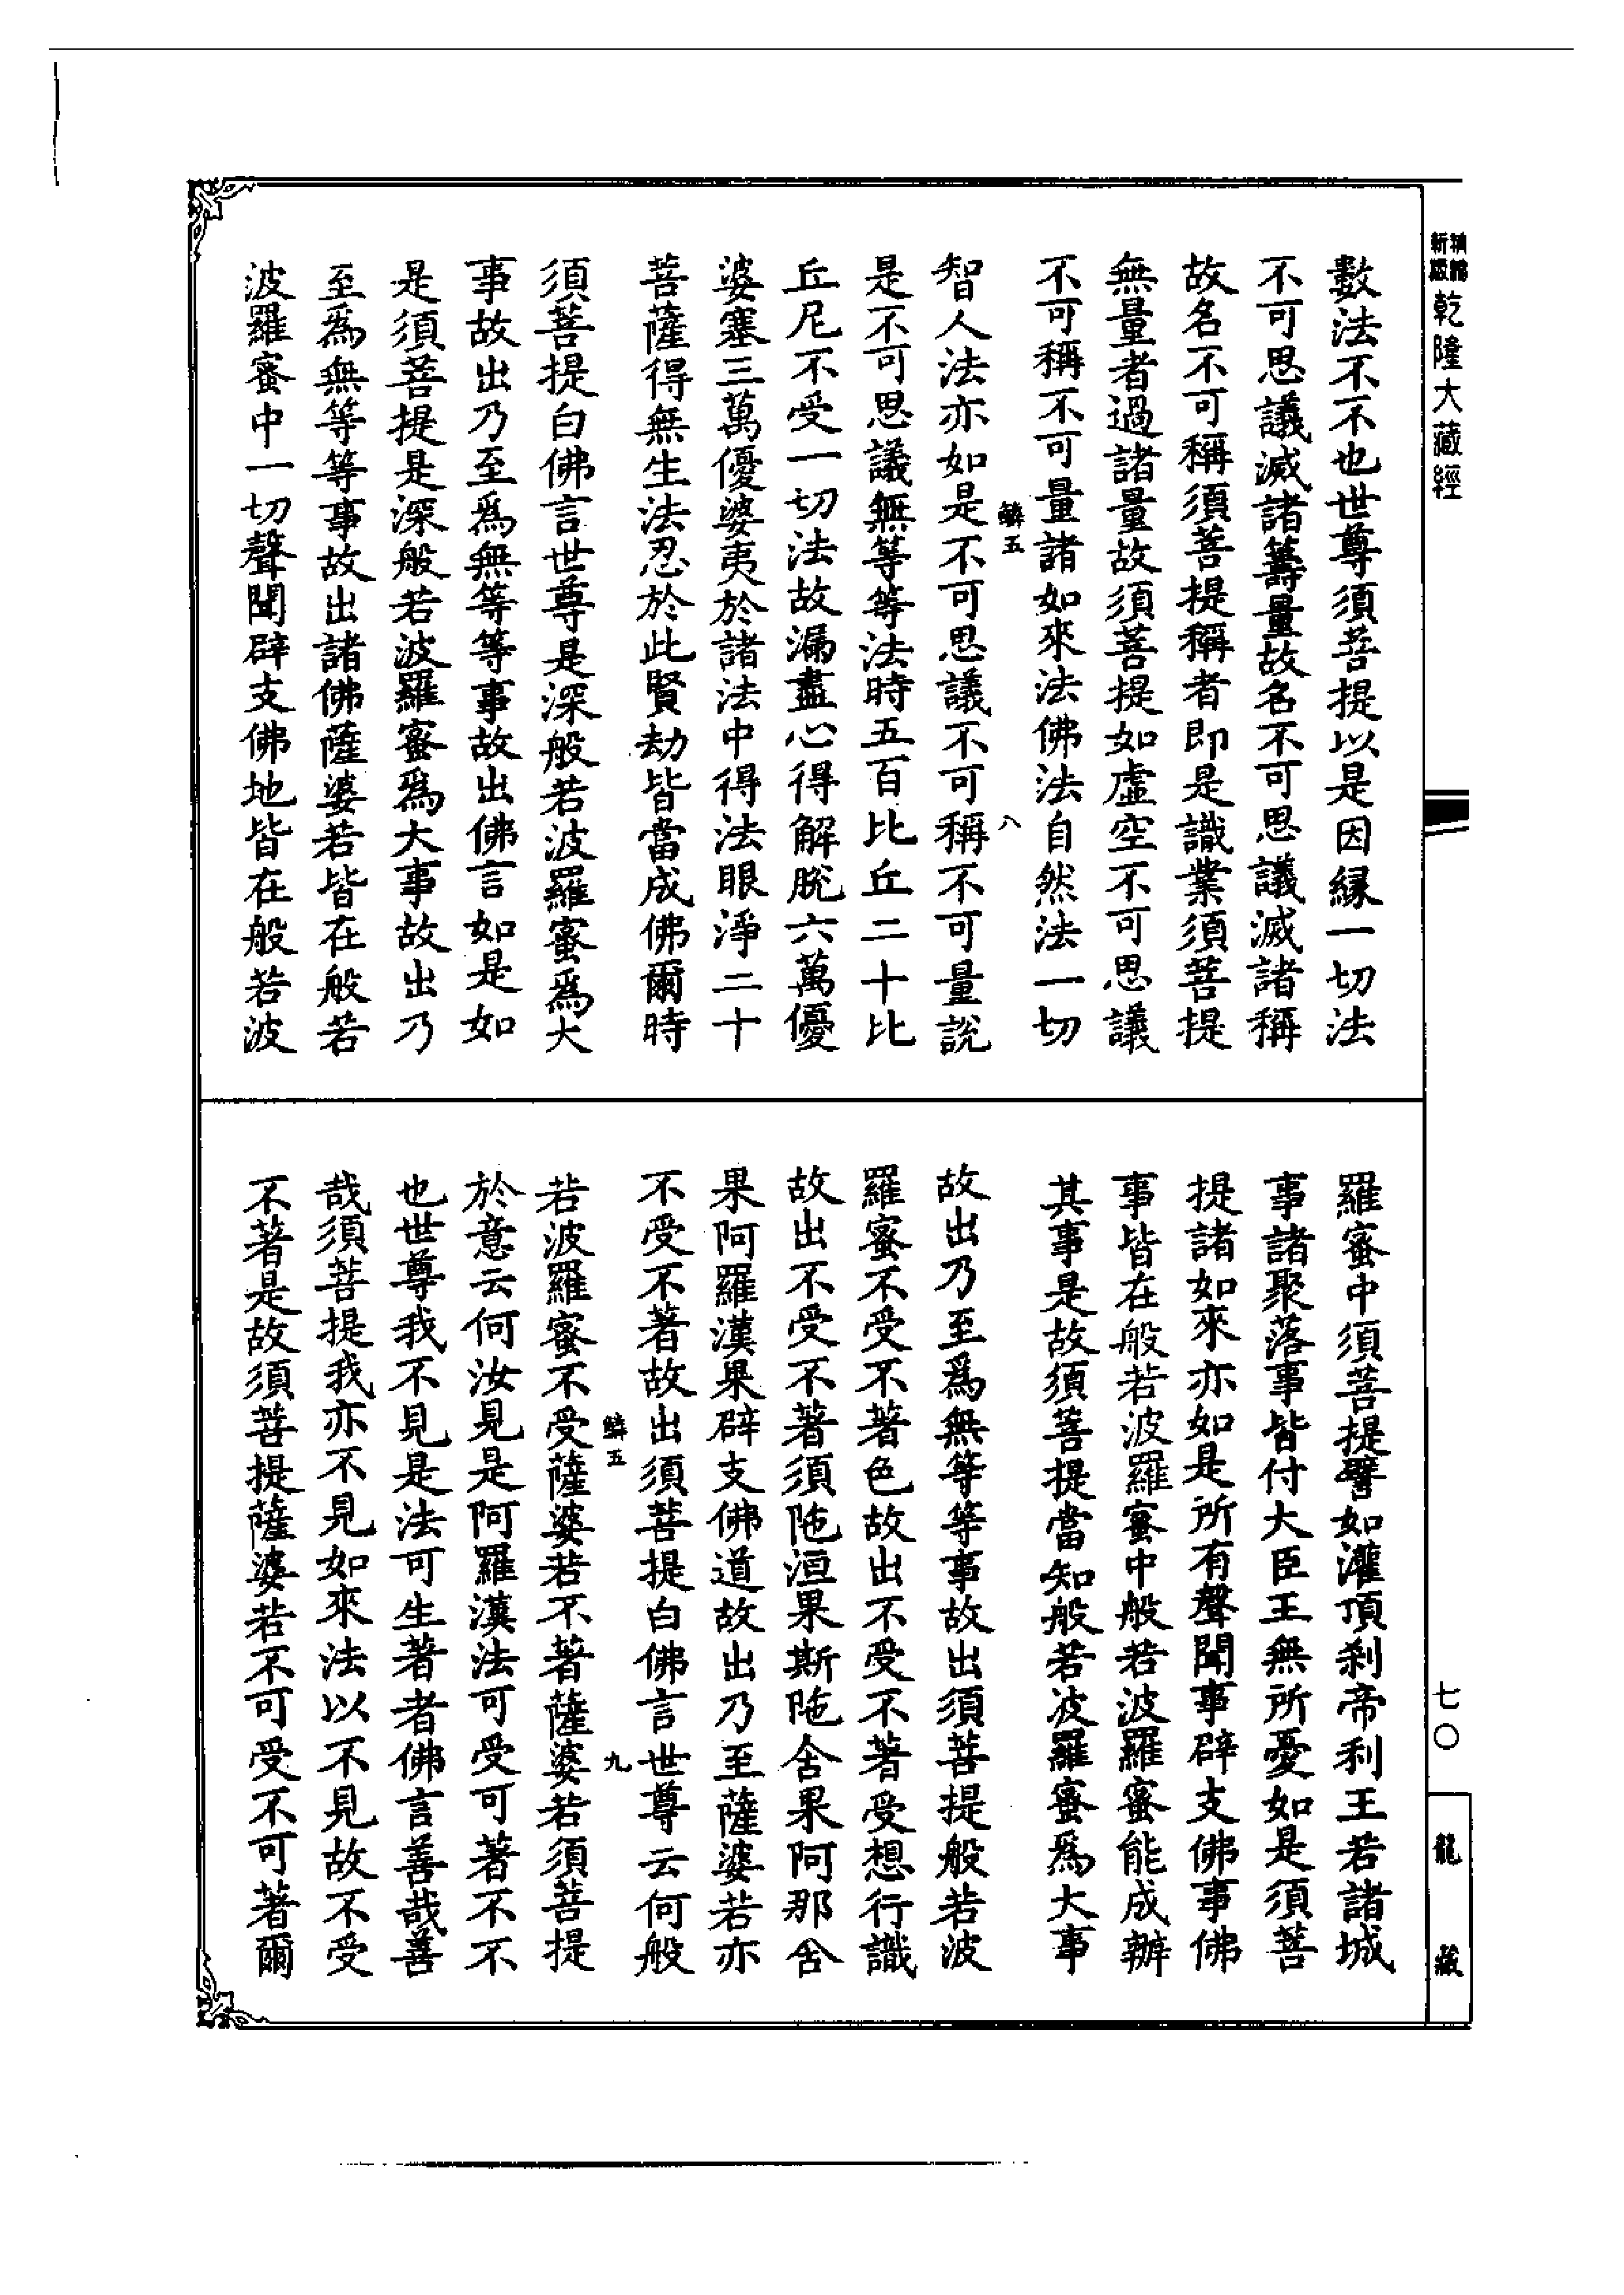 精編新版 乾隆大藏經
數法不不也世尊須菩提以是因緣一切法
不可思議滅諸籌量故名不可思議滅諸稱
故名不可稱須菩提稱者即是識業須菩提
無量者過諸量故須菩提如虛空不可思議
不可稱不可量諸如來法佛法自然法一切
鱗五 八
智人法亦如是不可思議不可稱不可量說
是不可思議無等等法時五百比丘二十比
丘尼不受一切法故漏盡心得解脫六萬優
婆塞三萬優婆夷於諸法中得法眼淨二十
菩薩得無生法忍於此賢劫皆當成佛爾時
須菩提白佛言世尊是深般若波羅蜜為大
事故出乃至為無等等事故出佛言如是如
是須菩提是深般若波羅蜜為大事故出乃
至為無等等事故出諸佛薩婆若皆在般若
波羅蜜中一切聲聞辟支佛地皆在般若波
羅蜜中須菩提譬如灌頂剎帝利王若諸城
事諸聚落事皆付大臣王無所憂如是須菩
提諸如來亦如是所有聲聞事辟支佛事佛
事皆在般若波羅蜜中般若波羅蜜能成辦
其事是故須菩提當知般若波羅蜜為大事
故出乃至為無等等事故出須菩提般若波
羅蜜不受不著色故出不受不著受想行識
故出不受不著須陁洹果斯陁舍果阿那舍
果阿羅漢果辟支佛道故出乃至薩婆若亦
不受不著故出須菩提白佛言世尊云何般
鱗五 九
若波羅蜜不受薩婆若不著薩婆若須菩提
於意云何汝見是阿羅漢法可受可著不不
也世尊我不見是法可生著者佛言善哉善
哉須菩提我亦不見如來法以不見故不受
不著是故須菩提薩婆若不可受不可著爾
七〇
龍藏